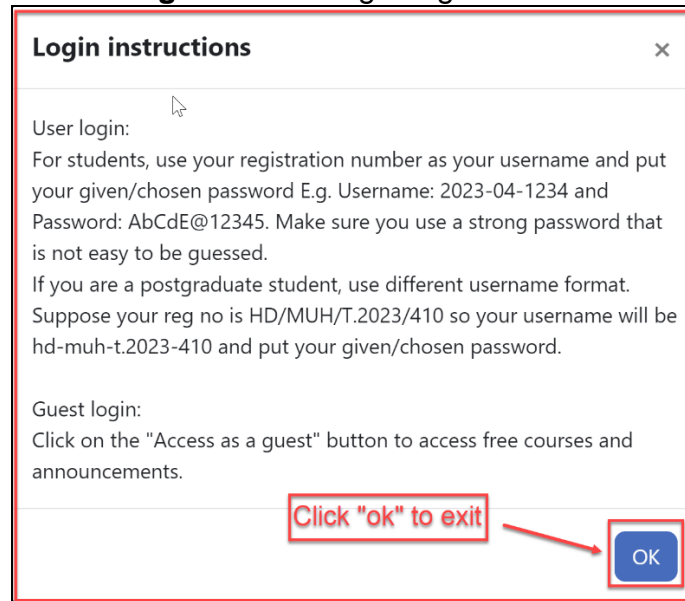 Login instructions ×
User login:
For students, use your registration number as your username and put
your given/chosen password E.g. Username: 2023-04-1234 and
Password: AbCdE@12345. Make sure you use a strong password that
is not easy to be guessed.
If you are a postgraduate student, use different username format.
Suppose your reg no is HD/MUH/T.2023/410 so your username will be
hd-muh-t.2023-410 and put your given/chosen password.
Guest login:
Click on the "Access as a guest" button to access free courses and
announcements.
Click "ok" to exit
OK